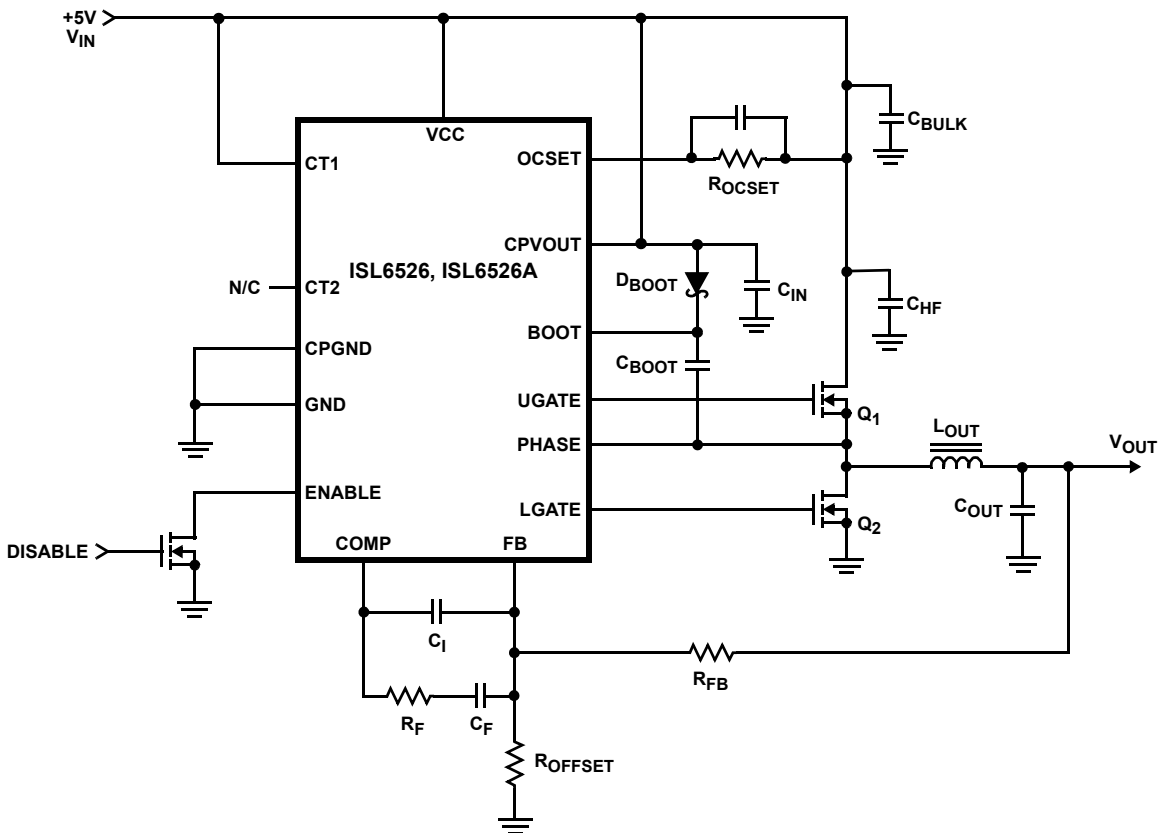 +5V
VIN
VCC
CT1
OCSET
ROCSET
CBULK
CPVOUT
ISL6526, ISL6526A
DBOOT
CIN
N/C
CT2
CHF
BOOT
CPGND
CBOOT
GND
UGATE
Q1
PHASE
LOUT
VOUT
ENABLE
LGATE
Q2
COUT
DISABLE
COMP
FB
CI
RFB
RF
CF
ROFFSET